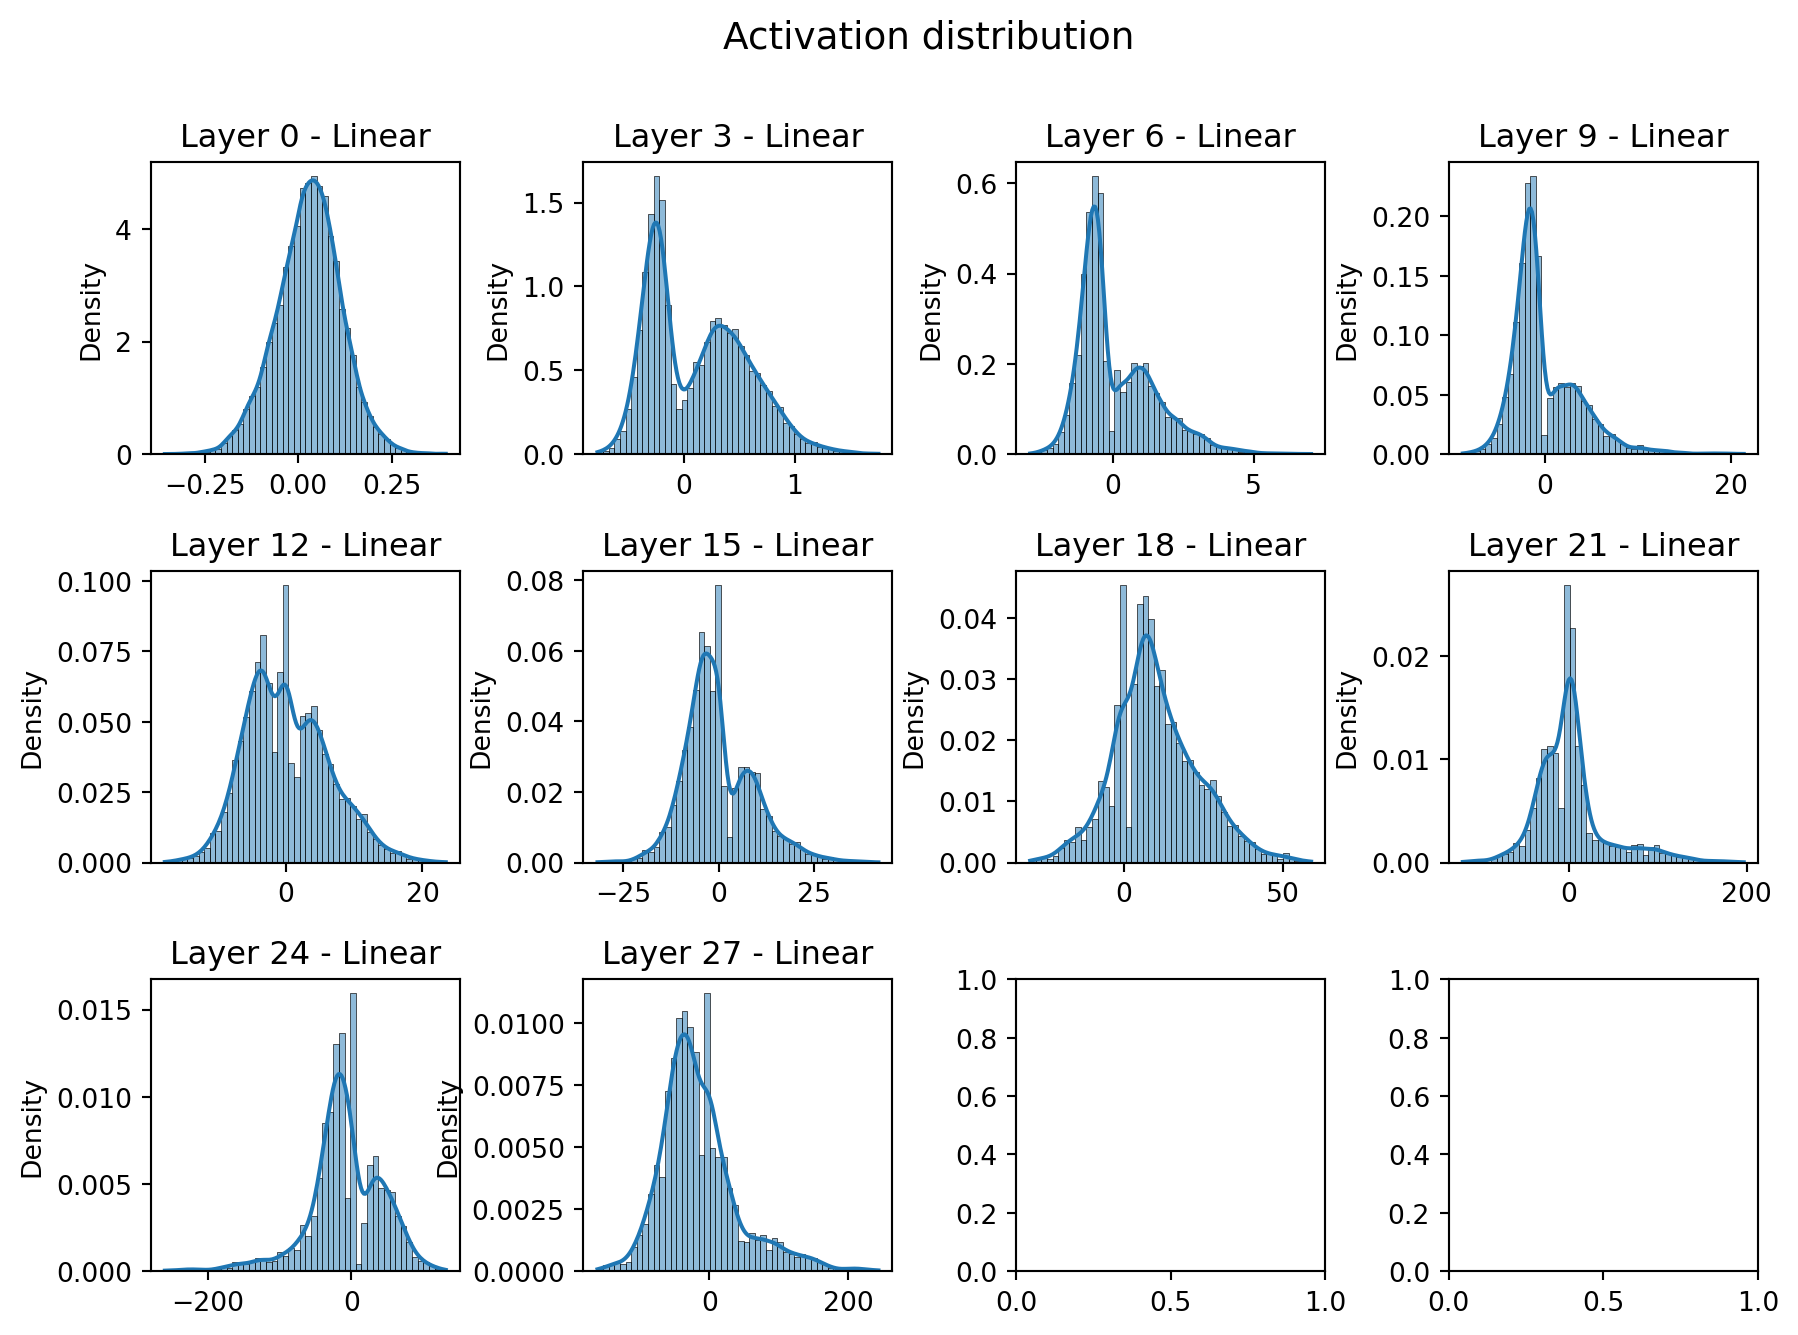 Activation distribution
Layer 0 - Linear
Density
4
2
0
−0.25 0.00 0.25
Layer 3 - Linear
Density
1.5
1.0
0.5
0.0
0 1
Layer 6 - Linear
Density
0.6
0.4
0.2
0.0
0 5
Layer 9 - Linear
Density
0.20
0.15
0.10
0.05
0.00
0 20
Layer 12 - Linear
Density
0.100
0.075
0.050
0.025
0.000
0 20
Layer 15 - Linear
Density
0.08
0.06
0.04
0.02
0.00
−25 0 25
Layer 18 - Linear
Density
0.04
0.03
0.02
0.01
0.00
0 50
Layer 21 - Linear
Density
0.02
0.01
0.00
0 200
Layer 24 - Linear
Density
0.015
0.010
0.005
0.000
−200 0
Layer 27 - Linear
Density
0.0100
0.0075
0.0050
0.0025
0.0000
0 200
1.0
0.8
0.6
0.4
0.2
0.0
0.0 0.5 1.0
1.0
0.8
0.6
0.4
0.2
0.0
0.0 0.5 1.0